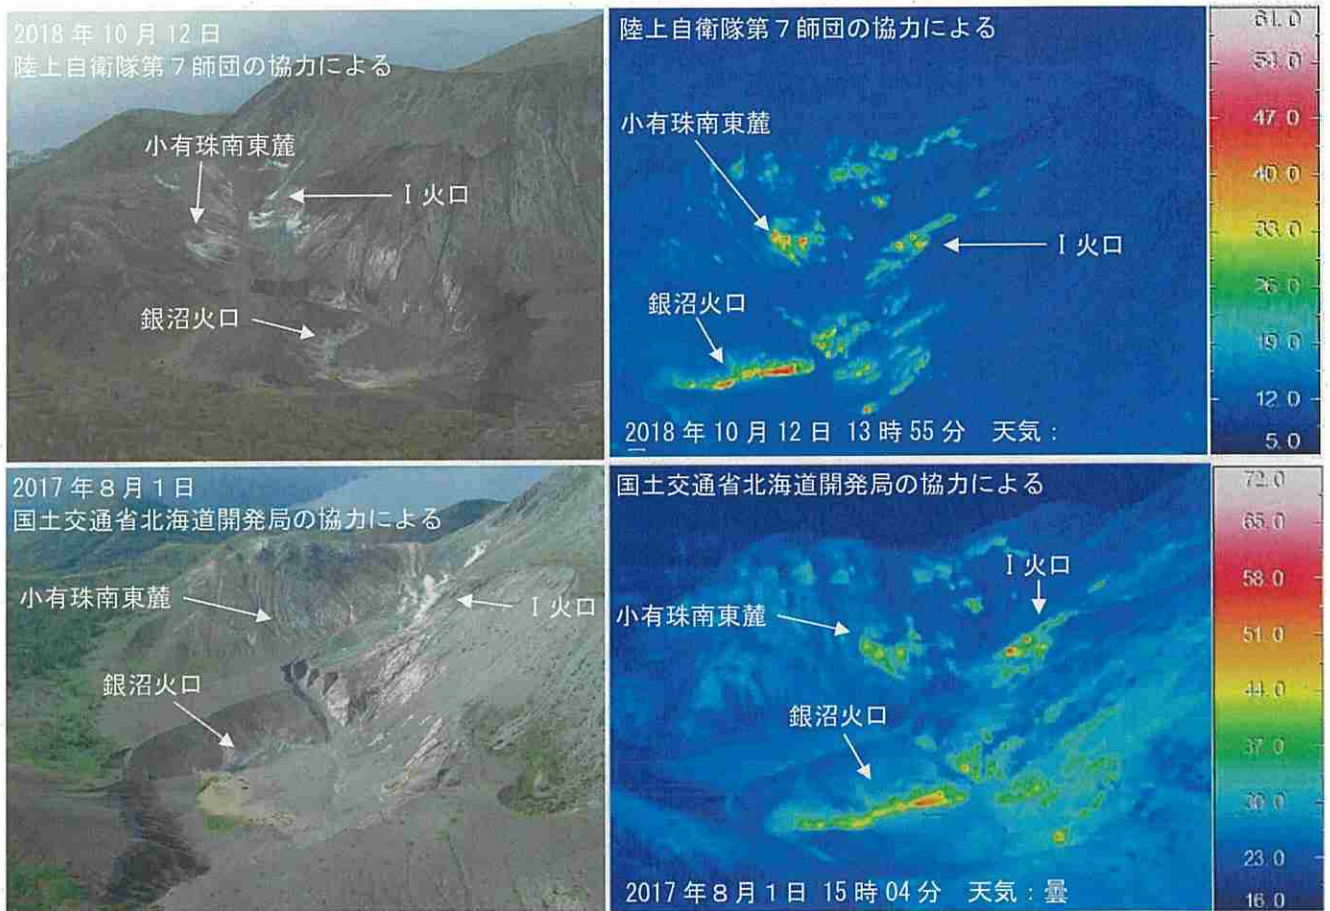 2018年10月12日
陸上自衛隊第7師団の協力による
小有珠南東麓
Ⅰ火口
銀沼火口
陸上自衛隊第7師団の協力による
小有珠南東麓
Ⅰ火口
銀沼火口
2018年10月12日 13時55分 天気：
61.0
54.0
47.0
40.0
33.0
26.0
19.0
12.0
5.0
2017年8月1日
国土交通省北海道開発局の協力による
小有珠南東麓
Ⅰ火口
銀沼火口
国土交通省北海道開発局の協力による
Ⅰ火口
小有珠南東麓
銀沼火口
2017年8月1日 15時04分 天気：曇
72.0
65.0
58.0
51.0
44.0
37.0
30.0
23.0
16.0